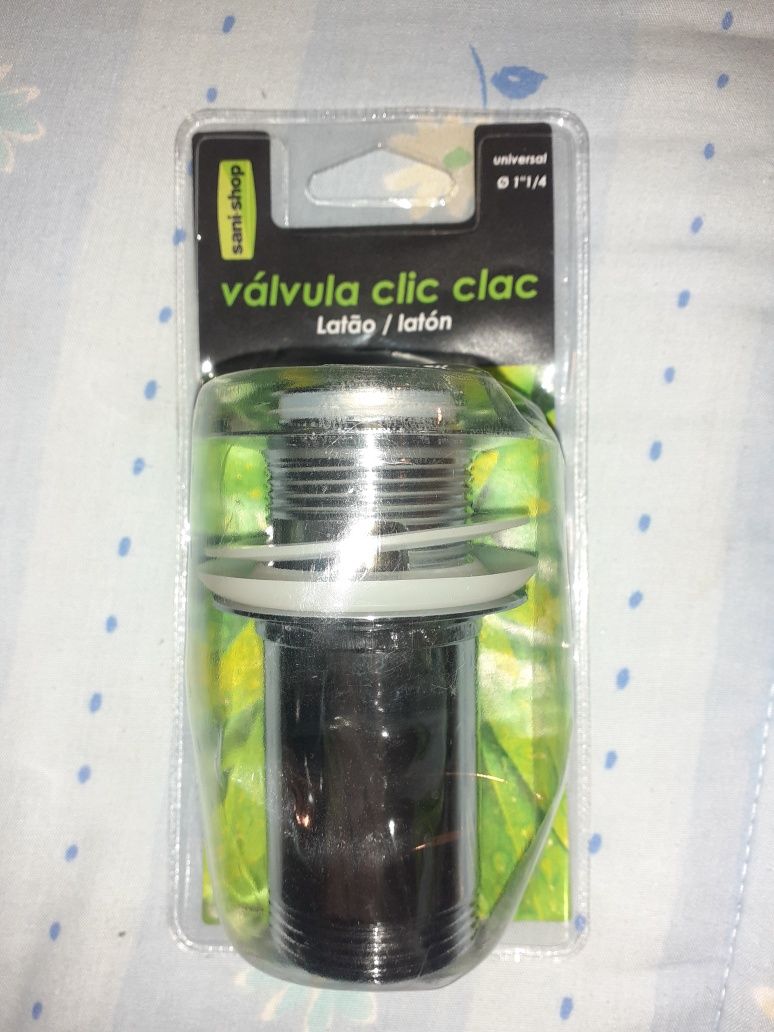 universal
Ø 1"1/4
sani·shop
válvula clic clac
Latão / latón